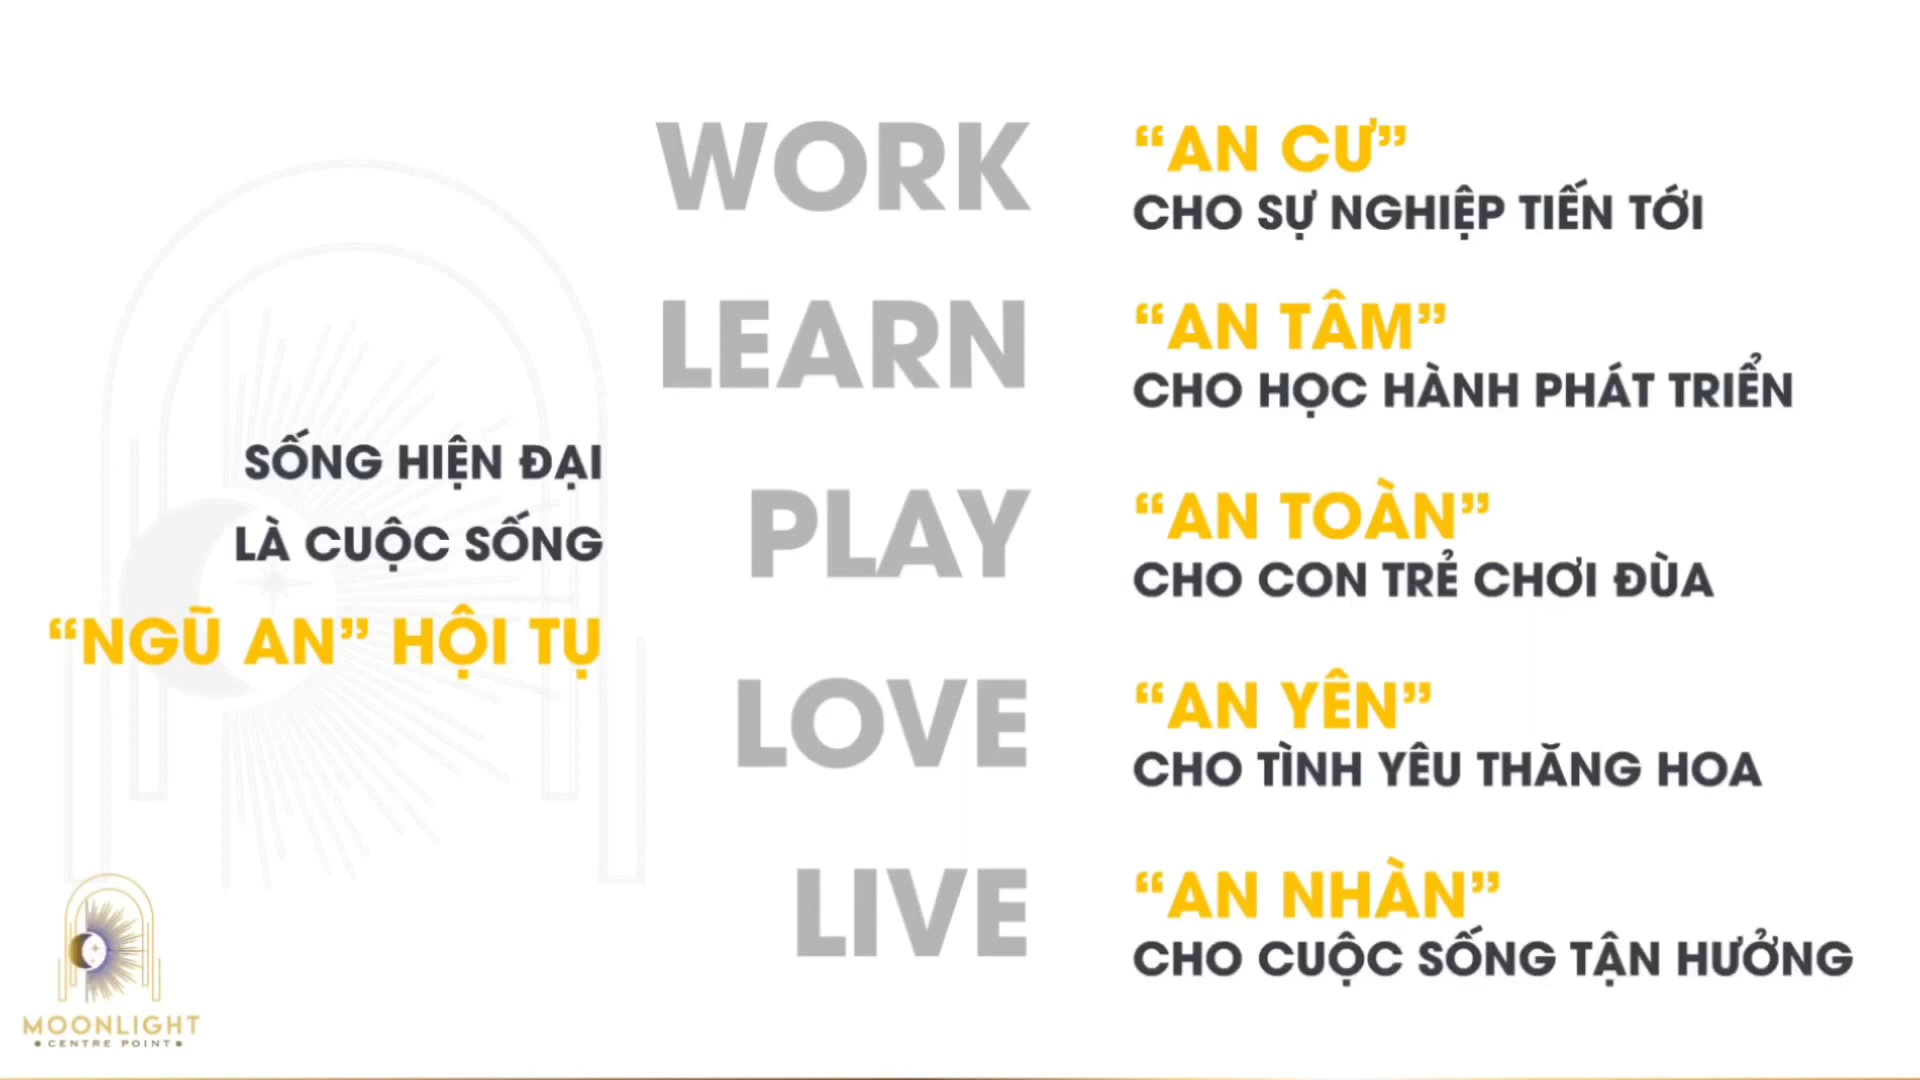 SỐNG HIỆN ĐẠI
LÀ CUỘC SỐNG
“NGŨ AN” HỘI TỤ
WORK
“AN CƯ”
CHO SỰ NGHIỆP TIẾN TỚI
LEARN
“AN TÂM”
CHO HỌC HÀNH PHÁT TRIỂN
PLAY
“AN TOÀN”
CHO CON TRẺ CHƠI ĐÙA
LOVE
“AN YÊN”
CHO TÌNH YÊU THĂNG HOA
LIVE
“AN NHÀN”
CHO CUỘC SỐNG TẬN HƯỞNG
MOONLIGHT
• CENTRE POINT •